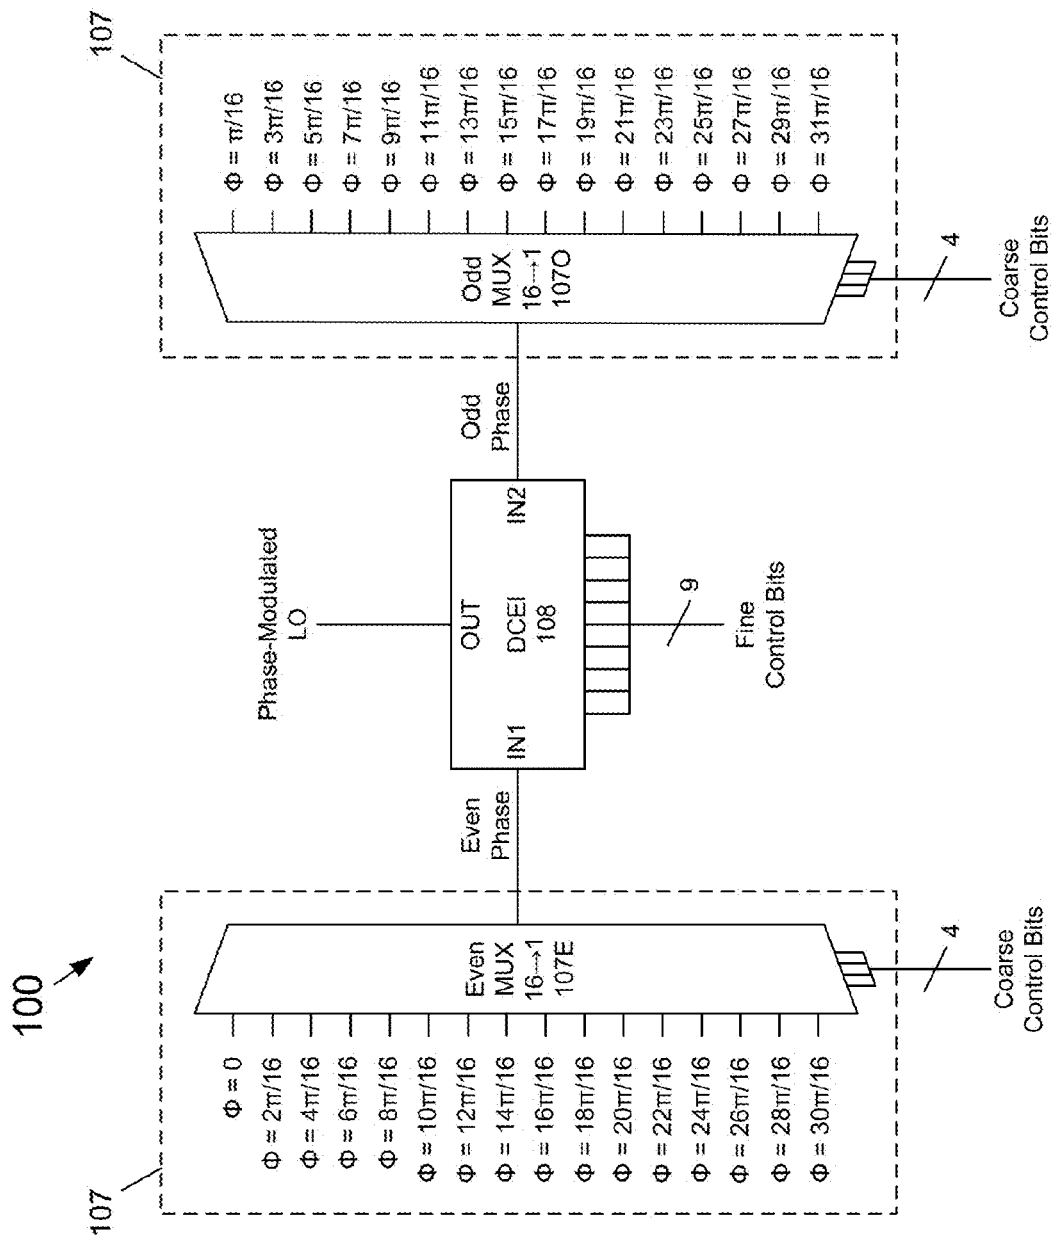 100
107
Φ = 0
Φ = 2π/16
Φ = 4π/16
Φ = 6π/16
Φ = 8π/16
Φ = 10π/16
Φ = 12π/16
Φ = 14π/16
Φ = 16π/16
Φ = 18π/16
Φ = 20π/16
Φ = 22π/16
Φ = 24π/16
Φ = 26π/16
Φ = 28π/16
Φ = 30π/16
Even
MUX
16→1
107E
4
Coarse
Control Bits
Even
Phase
Phase-Modulated
LO
OUT
IN1
DCEI
108
IN2
9
Fine
Control Bits
Odd
Phase
107
Odd
MUX
16→1
107O
Φ = π/16
Φ = 3π/16
Φ = 5π/16
Φ = 7π/16
Φ = 9π/16
Φ = 11π/16
Φ = 13π/16
Φ = 15π/16
Φ = 17π/16
Φ = 19π/16
Φ = 21π/16
Φ = 23π/16
Φ = 25π/16
Φ = 27π/16
Φ = 29π/16
Φ = 31π/16
4
Coarse
Control Bits